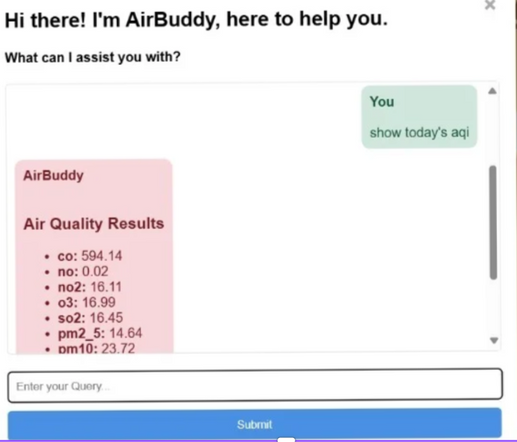 Hi there! I'm AirBuddy, here to help you.
What can I assist you with?
You
show today's aqi
AirBuddy
Air Quality Results
• co: 594.14
• no: 0.02
• no2: 16.11
• o3: 16.99
• so2: 16.45
• pm2_5: 14.64
• pm10: 23.72
Enter your Query...
Submit